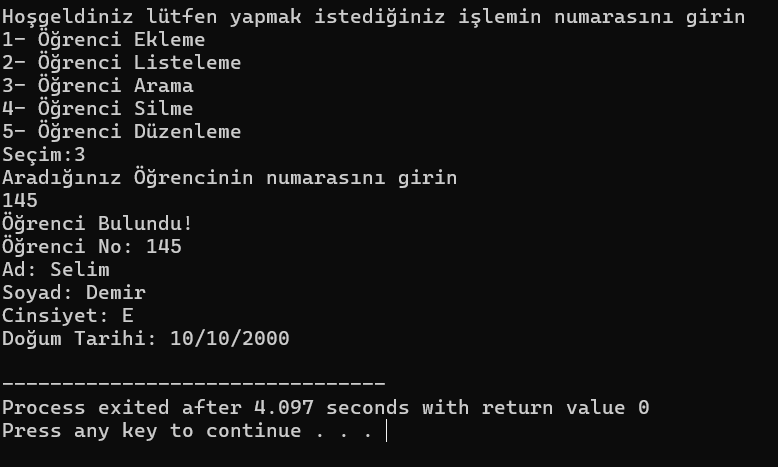 Hoşgeldiniz lütfen yapmak istediğiniz işlemin numarasını girin
1- Öğrenci Ekleme
2- Öğrenci Listeleme
3- Öğrenci Arama
4- Öğrenci Silme
5- Öğrenci Düzenleme
Seçim:3
Aradığınız Öğrencinin numarasını girin
145
Öğrenci Bulundu!
Öğrenci No: 145
Ad: Selim
Soyad: Demir
Cinsiyet: E
Doğum Tarihi: 10/10/2000
--------------------------------
Process exited after 4.097 seconds with return value 0
Press any key to continue . . .